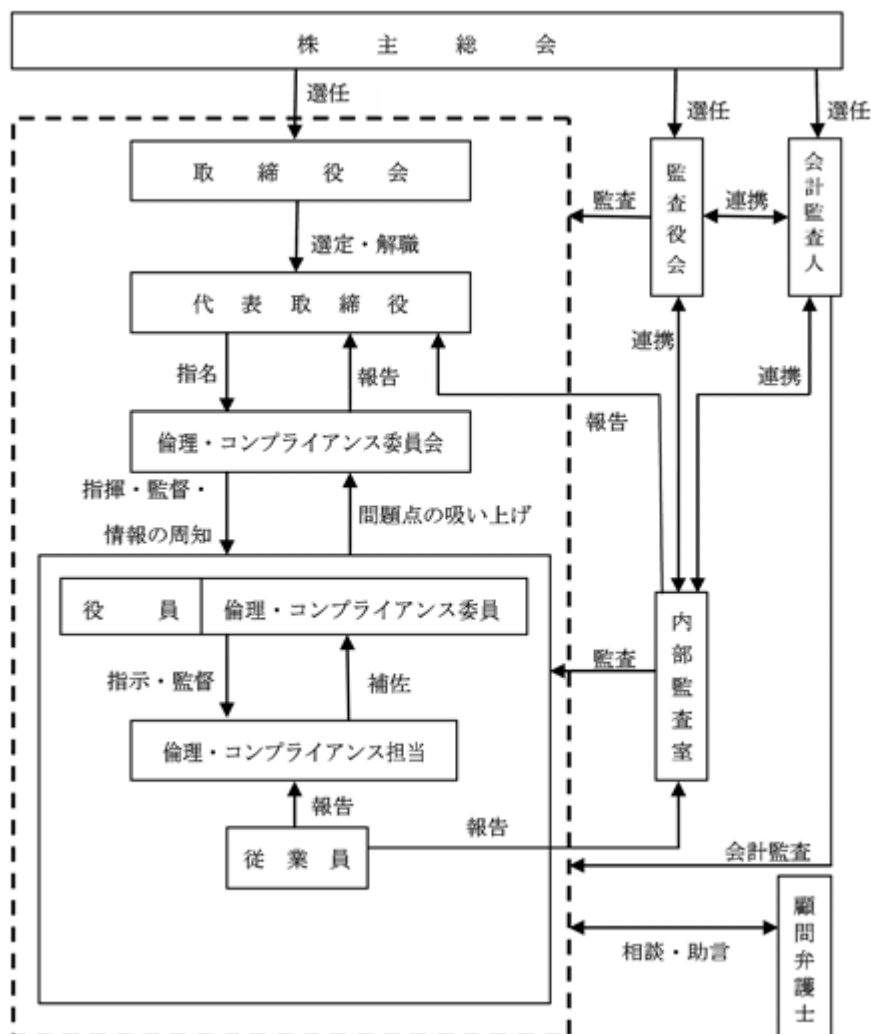 株主総会
選任
選任
選任
取締役会
監査役会
会計監査人
監査
連携
選定・解職
代表取締役
指名
報告
連携
連携
報告
倫理・コンプライアンス委員会
指揮・監督・
情報の周知
問題点の吸い上げ
役員
倫理・コンプライアンス委員
内部監査室
監査
指示・監督
補佐
倫理・コンプライアンス担当
報告
報告
従業員
会計監査
顧問弁護士
相談・助言